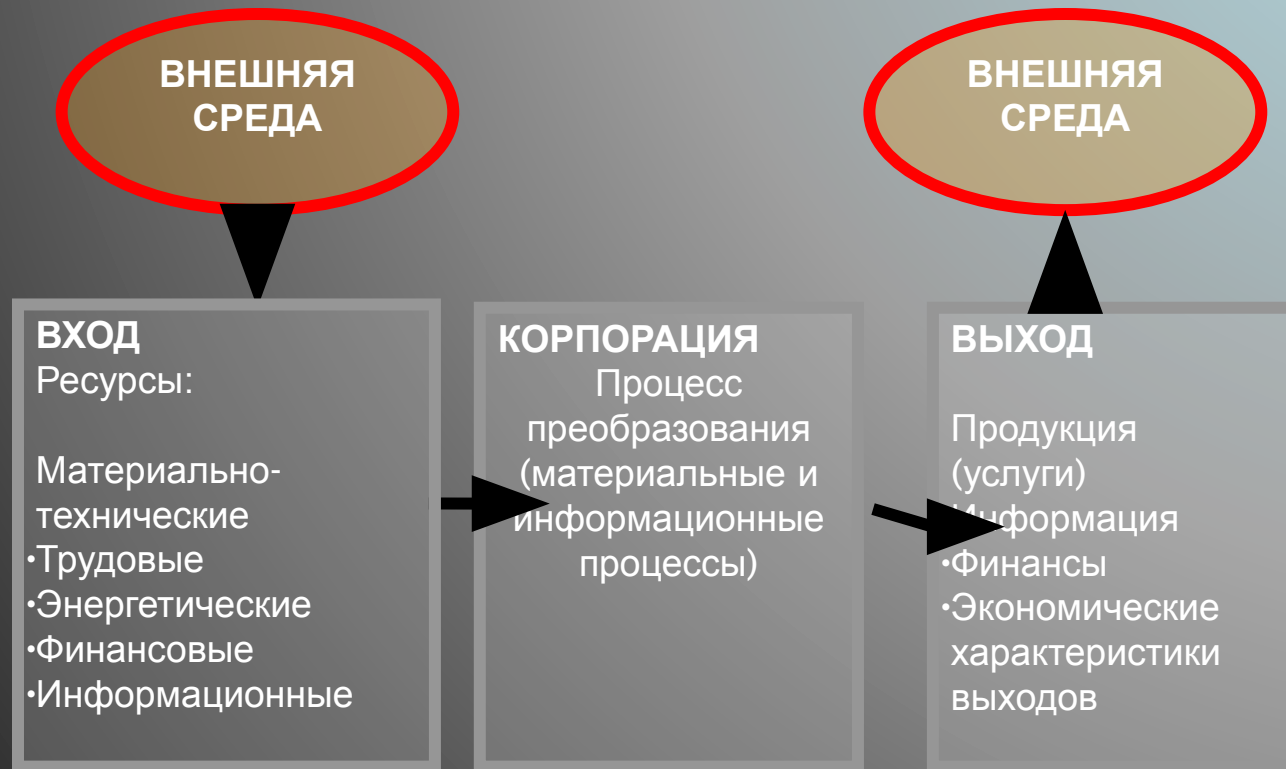 ВНЕШНЯЯ
СРЕДА
ВНЕШНЯЯ
СРЕДА
ВХОД
Ресурсы:
Материально-
технические
•Трудовые
•Энергетические
•Финансовые
•Информационные
КОРПОРАЦИЯ
Процесс
преобразования
(материальные и
информационные
процессы)
ВЫХОД
Продукция
(услуги)
Информация
•Финансы
•Экономические
характеристики
выходов